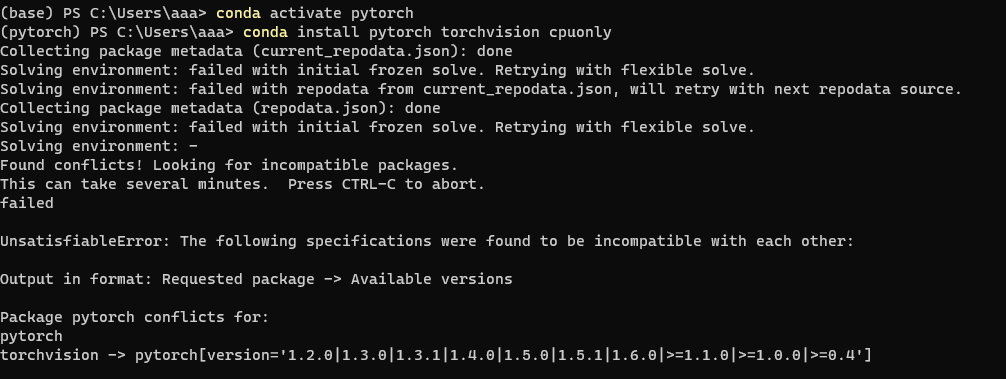 (base) PS C:\Users\aaa> conda activate pytorch
(pytorch) PS C:\Users\aaa> conda install pytorch torchvision cpuonly
Collecting package metadata (current_repodata.json): done
Solving environment: failed with initial frozen solve. Retrying with flexible solve.
Solving environment: failed with repodata from current_repodata.json, will retry with next repodata source.
Collecting package metadata (repodata.json): done
Solving environment: failed with initial frozen solve. Retrying with flexible solve.
Solving environment: -
Found conflicts! Looking for incompatible packages.
This can take several minutes.  Press CTRL-C to abort.
failed
UnsatisfiableError: The following specifications were found to be incompatible with each other:
Output in format: Requested package -> Available versions
Package pytorch conflicts for:
pytorch
torchvision -> pytorch[version='1.2.0|1.3.0|1.3.1|1.4.0|1.5.0|1.5.1|1.6.0|>=1.1.0|>=1.0.0|>=0.4']